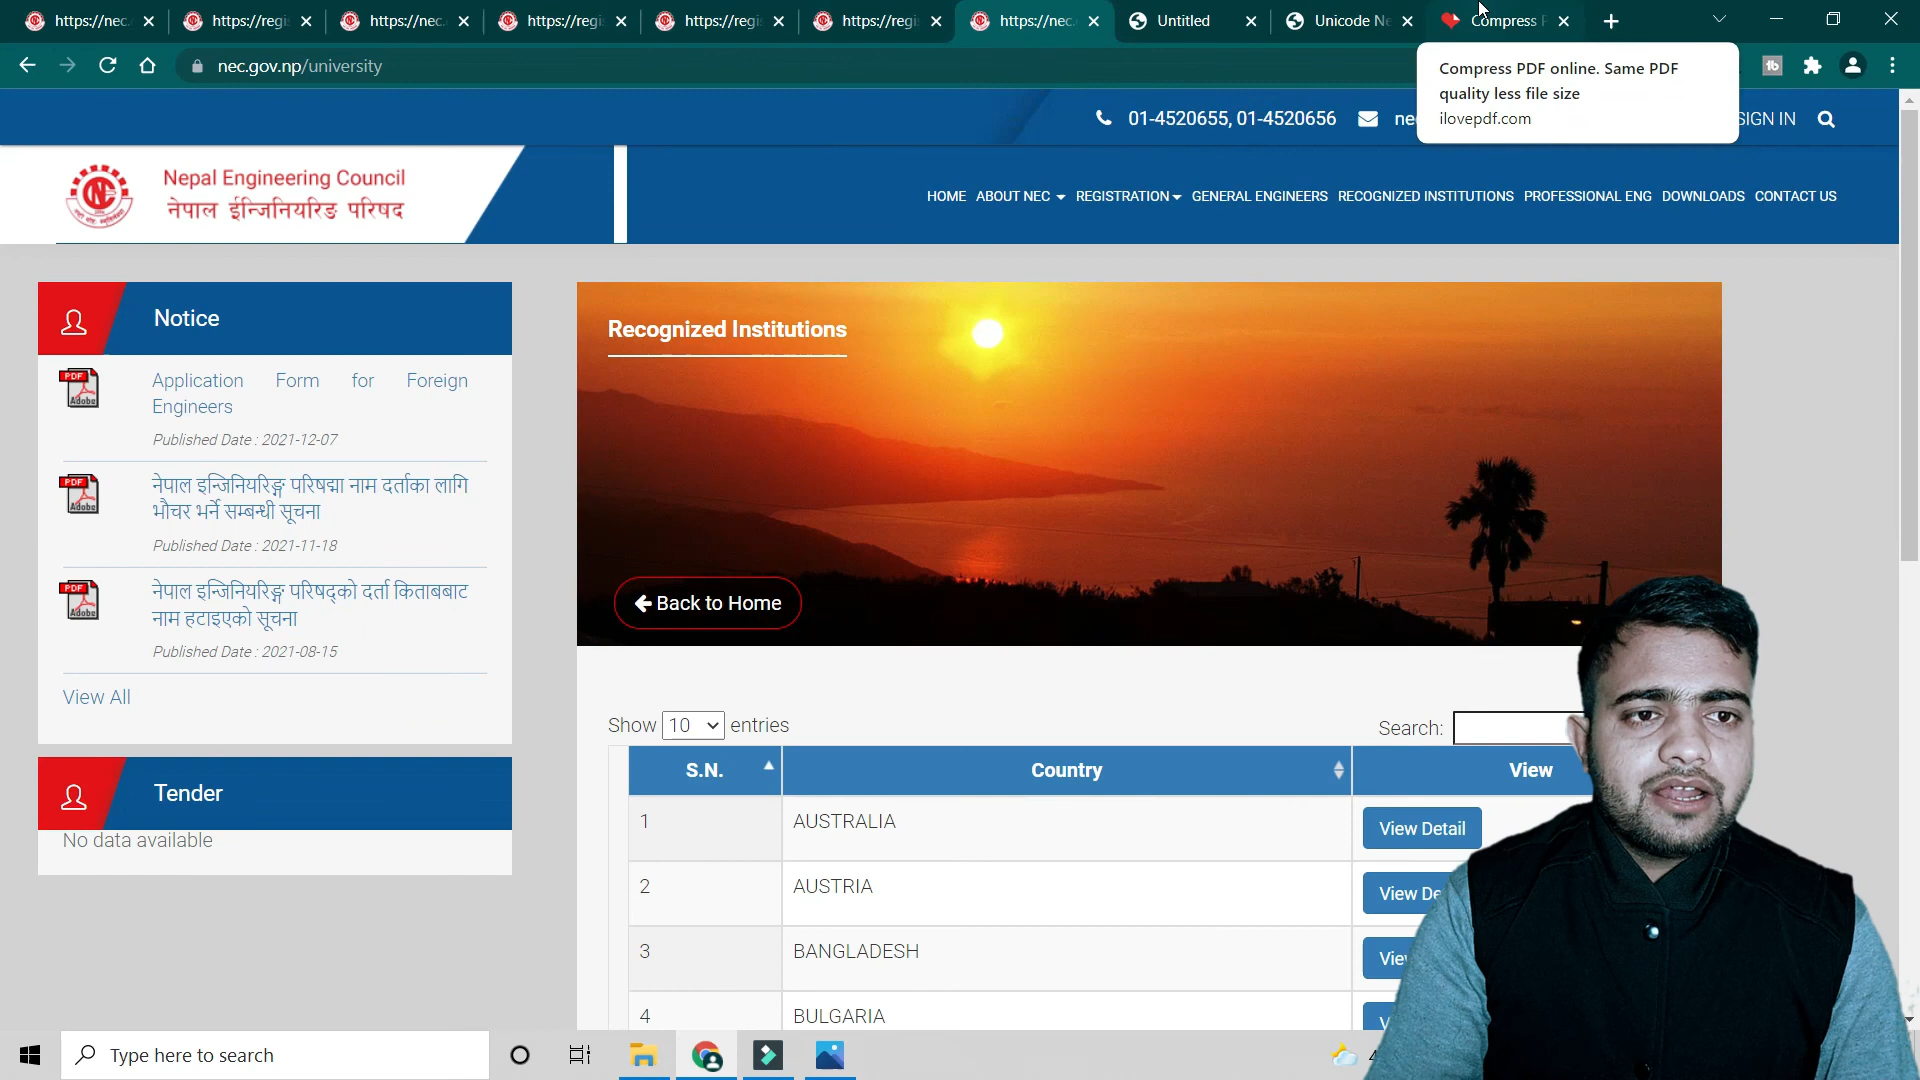 https://nec.
https://regi
https://nec.
https://regi
https://regi
https://regi
https://nec.
Untitled
Unicode Ne
Compress P
nec.gov.np/university
Compress PDF online. Same PDF
quality less file size
ilovepdf.com
01-4520655, 01-4520656
SIGN IN
Nepal Engineering Council
नेपाल ईन्जिनियरिङ परिषद
HOME ABOUT NEC REGISTRATION GENERAL ENGINEERS RECOGNIZED INSTITUTIONS PROFESSIONAL ENG DOWNLOADS CONTACT US
Notice
Application Form for Foreign
Engineers
Published Date : 2021-12-07
नेपाल इन्जिनियरिङ्ग परिषद्मा नाम दर्ताका लागि
भौचर भर्ने सम्बन्धी सूचना
Published Date : 2021-11-18
नेपाल इन्जिनियरिङ्ग परिषद्को दर्ता किताबबाट
नाम हटाइएको सूचना
Published Date : 2021-08-15
View All
Tender
No data available
Recognized Institutions
Back to Home
Show 10 entries
Search:
S.N. Country View
1 AUSTRALIA View Detail
2 AUSTRIA View De
3 BANGLADESH
4 BULGARIA
Type here to search